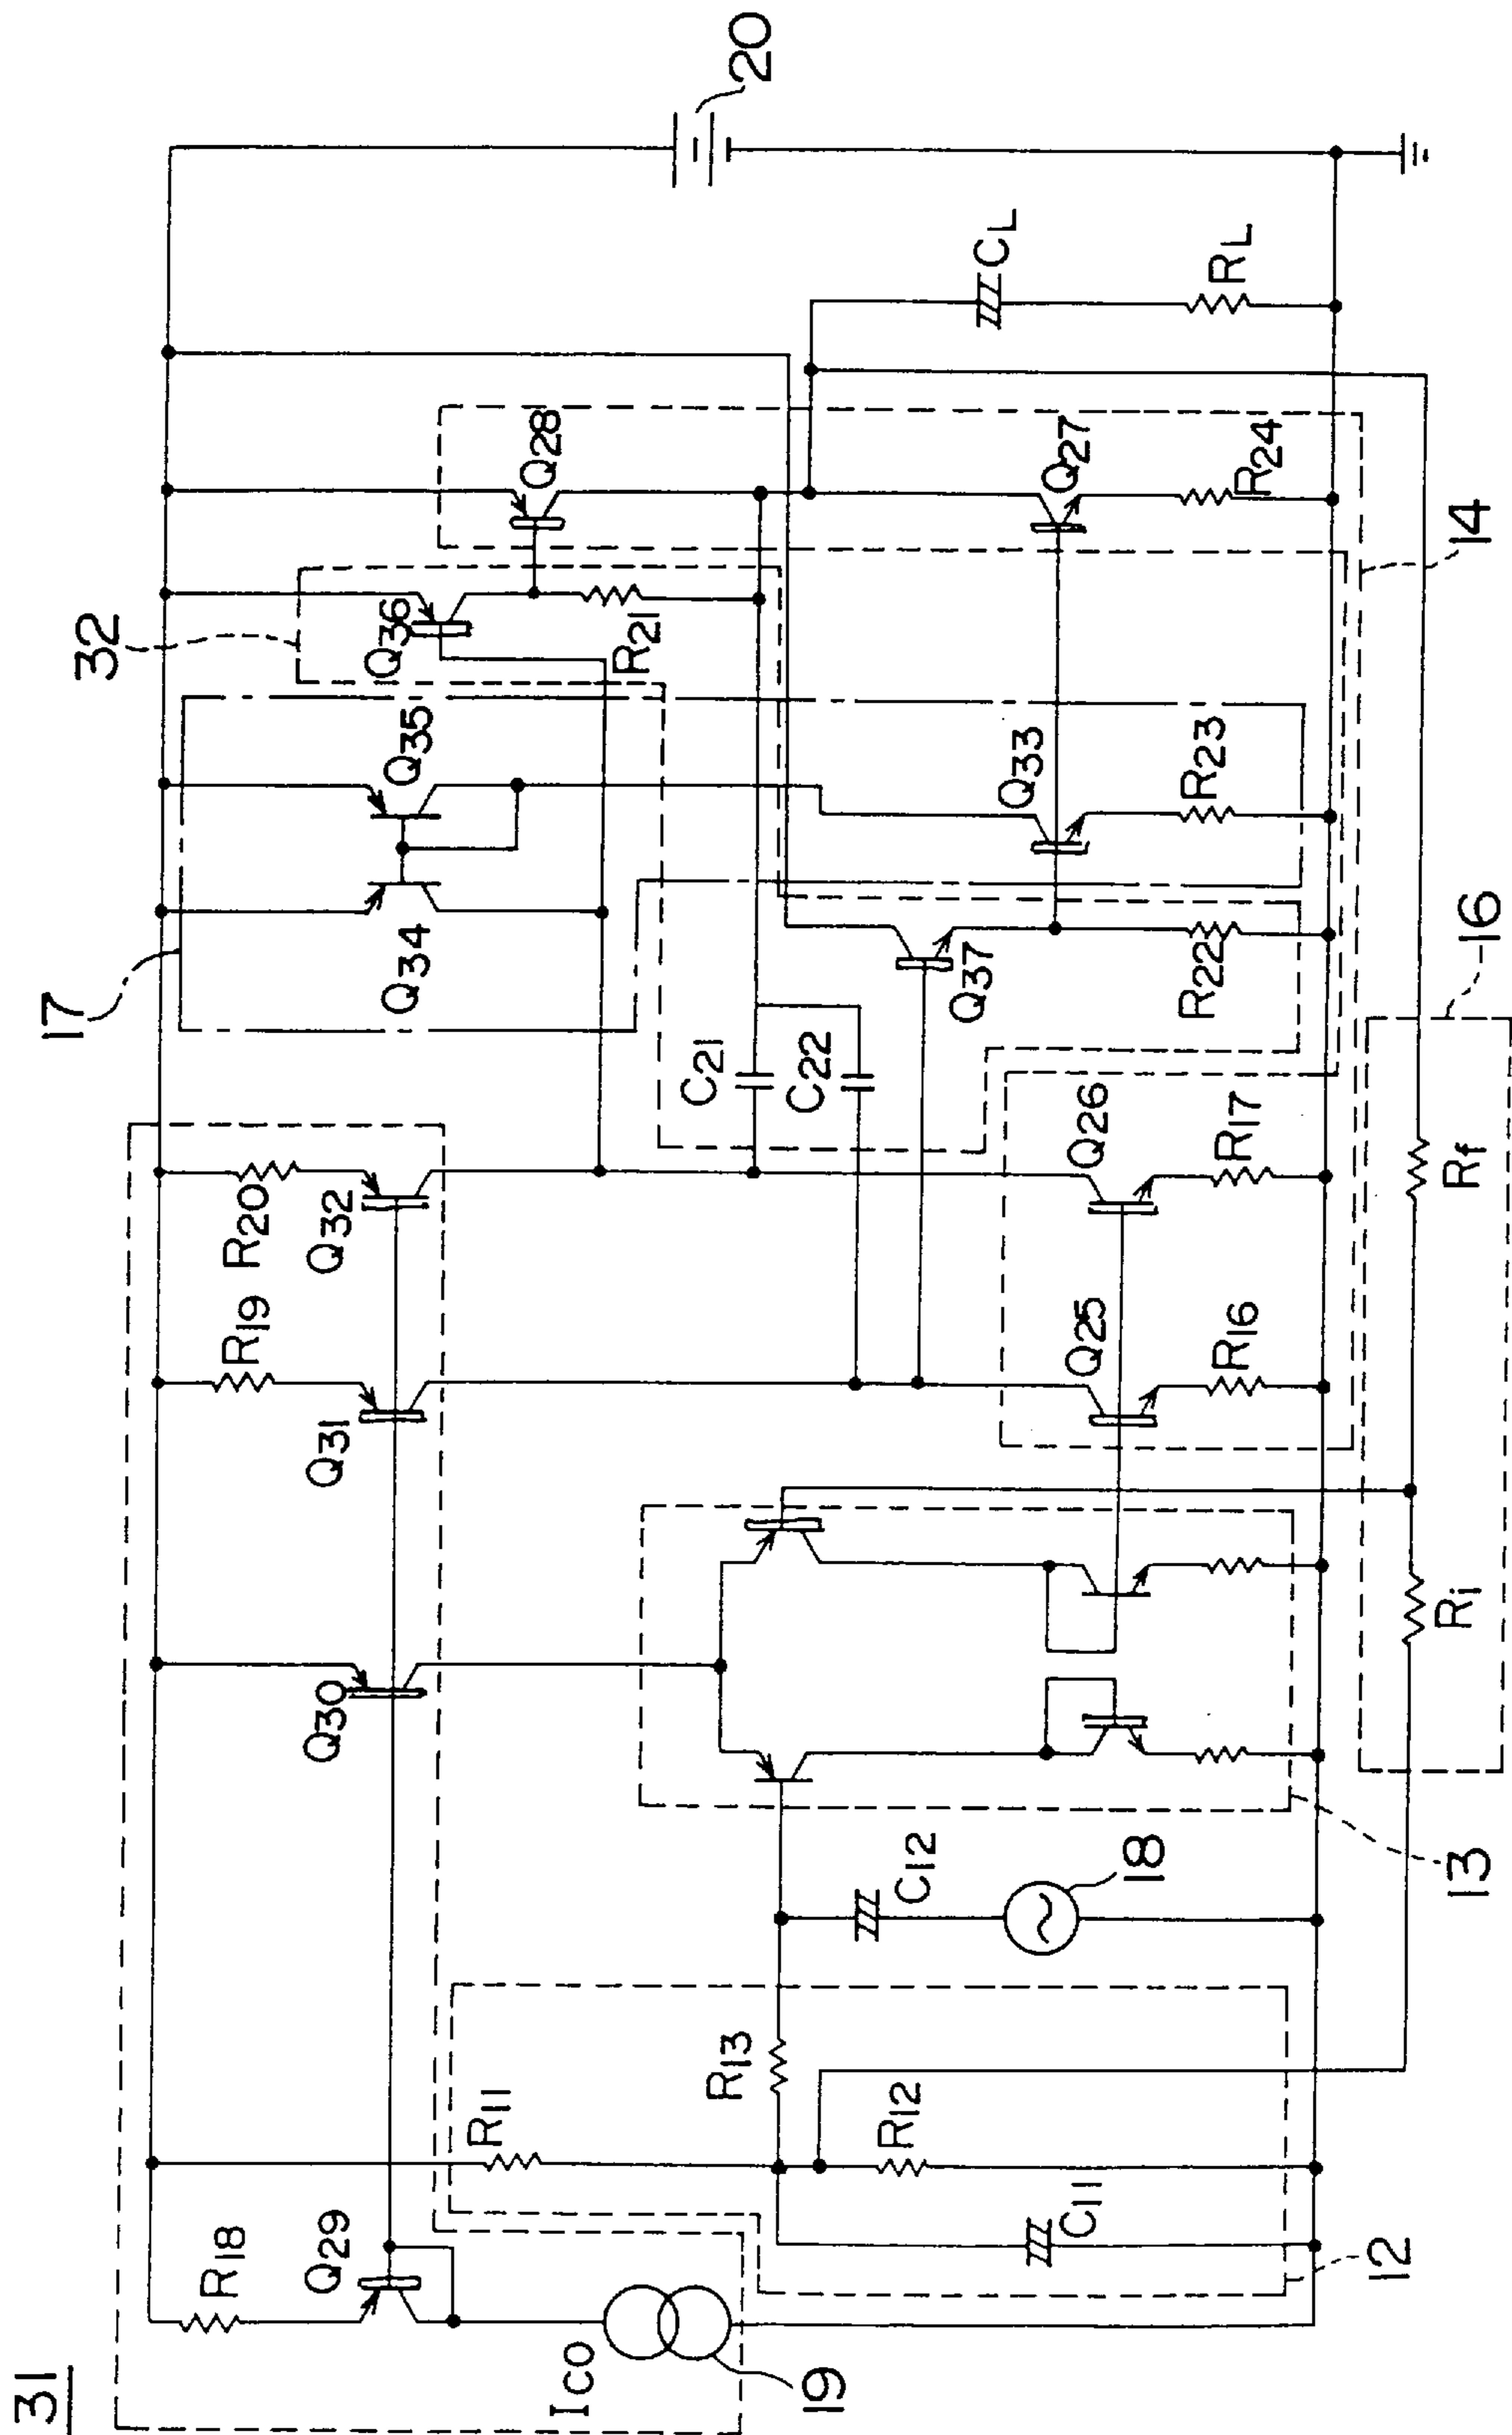 31
17
32
20
R18
Q29
ICO
19
R11
R13
R12
C11
12
C12
18
13
Q30
Q31
R19
Q32
R20
Q25
R16
Q26
R17
C21
C22
Q34
Q35
Q37
R22
Q33
R23
Q36
R21
Q28
Q27
R24
14
16
Ri
Rf
CL
RL